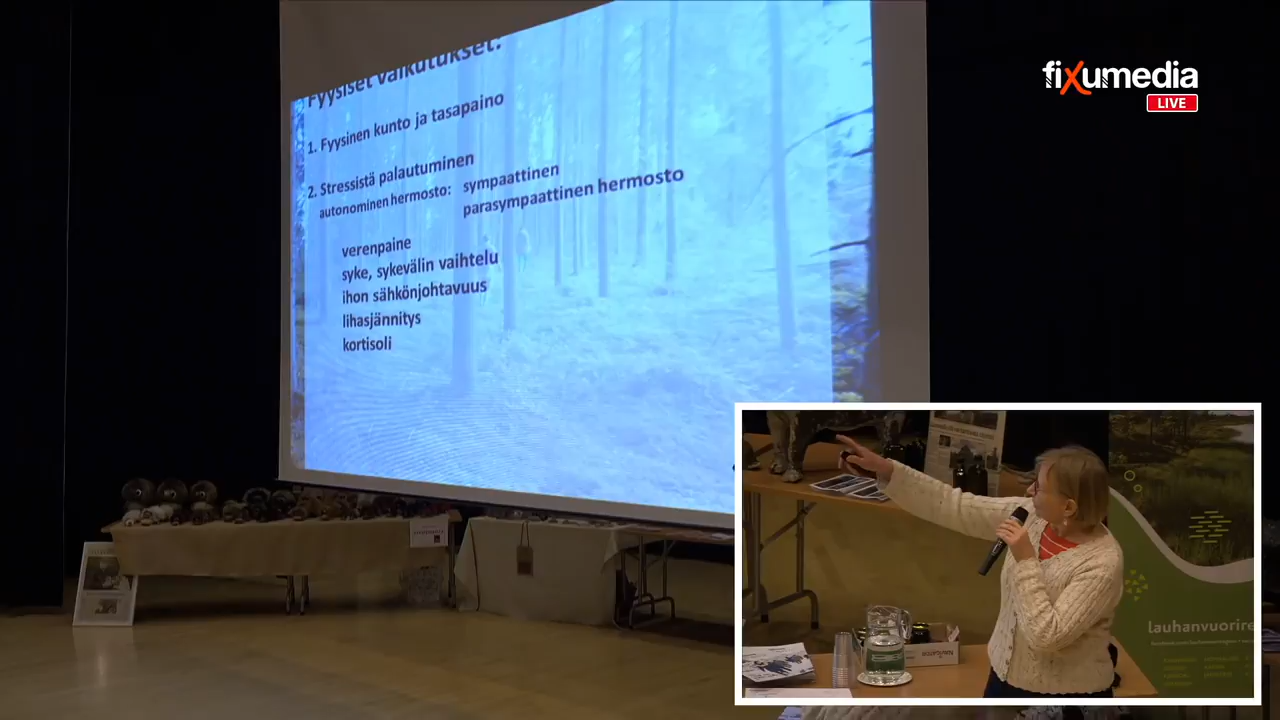 fixumedia
LIVE
Fyysiset vaikutukset:
1. Fyysinen kunto ja tasapaino
2. Stressistä palautuminen
autonominen hermosto: sympaattinen
parasympaattinen hermosto
verenpaine
syke, sykevälin vaihtelu
ihon sähkönjohtavuus
lihasjännitys
kortisoli
lauhanvuorire